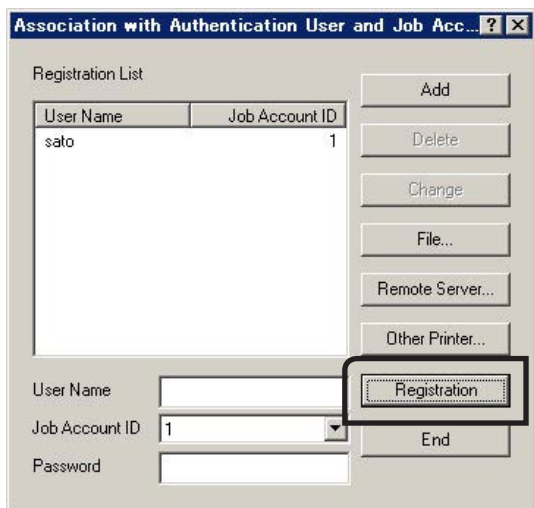 Association with Authentication User and Job Acc...
Registration List
User Name Job Account ID
sato 1
Add
Delete
Change
File...
Remote Server...
Other Printer...
Registration
End
User Name
Job Account ID 1
Password